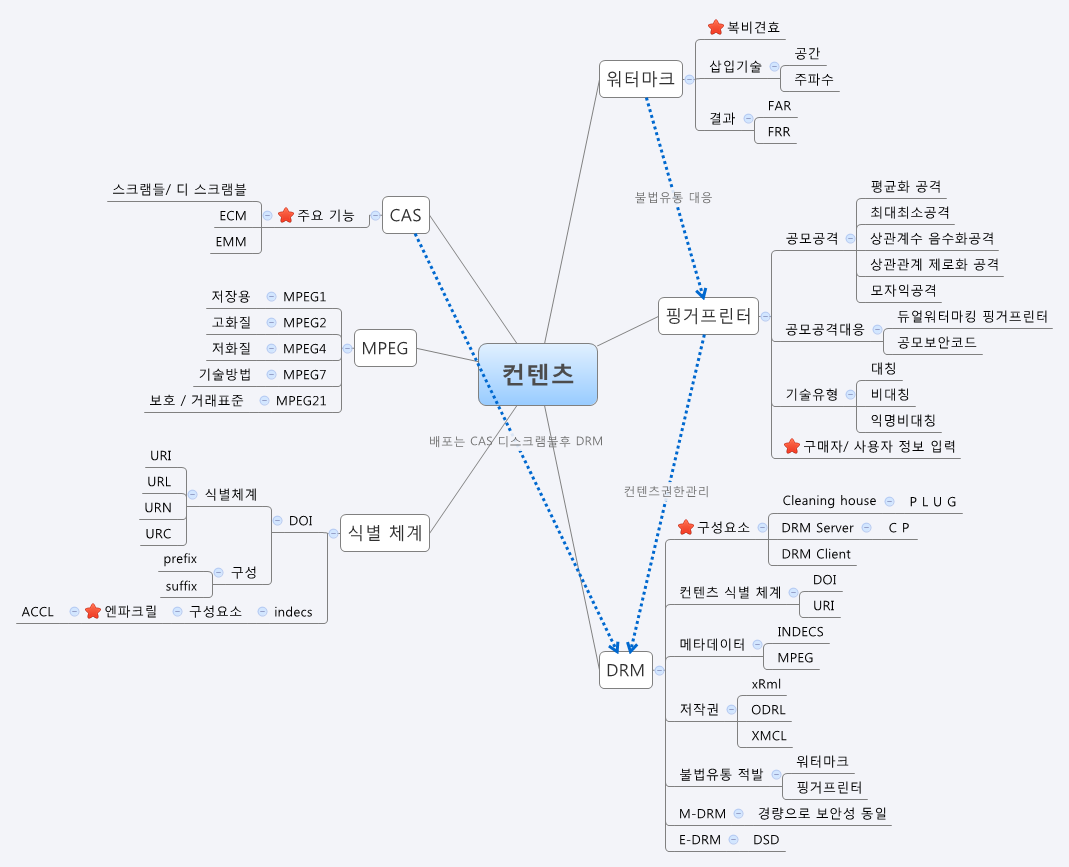 컨텐츠
워터마크
복비견효
삽입기술
공간
주파수
결과
FAR
FRR
불법유통 대응
핑거프린터
공모공격
평균화 공격
최대최소공격
상관계수 음수화공격
상관관계 제로화 공격
모자익공격
공모공격대응
듀얼워터마킹 핑거프린터
공모보안코드
기술유형
대칭
비대칭
익명비대칭
구매자/ 사용자 정보 입력
컨텐츠권한관리
DRM
구성요소
Cleaning house
P L U G
DRM Server
C P
DRM Client
컨텐츠 식별 체계
DOI
URI
메타데이터
INDECS
MPEG
저작권
xRml
ODRL
XMCL
불법유통 적발
워터마크
핑거프린터
M-DRM
경량으로 보안성 동일
E-DRM
DSD
CAS
주요 기능
스크램들/ 디 스크램블
ECM
EMM
배포는 CAS 디스크램블후 DRM
MPEG
저장용
MPEG1
고화질
MPEG2
저화질
MPEG4
기술방법
MPEG7
보호 / 거래표준
MPEG21
식별 체계
DOI
식별체계
URI
URL
URN
URC
구성
prefix
suffix
indecs
구성요소
엔파크릴
ACCL